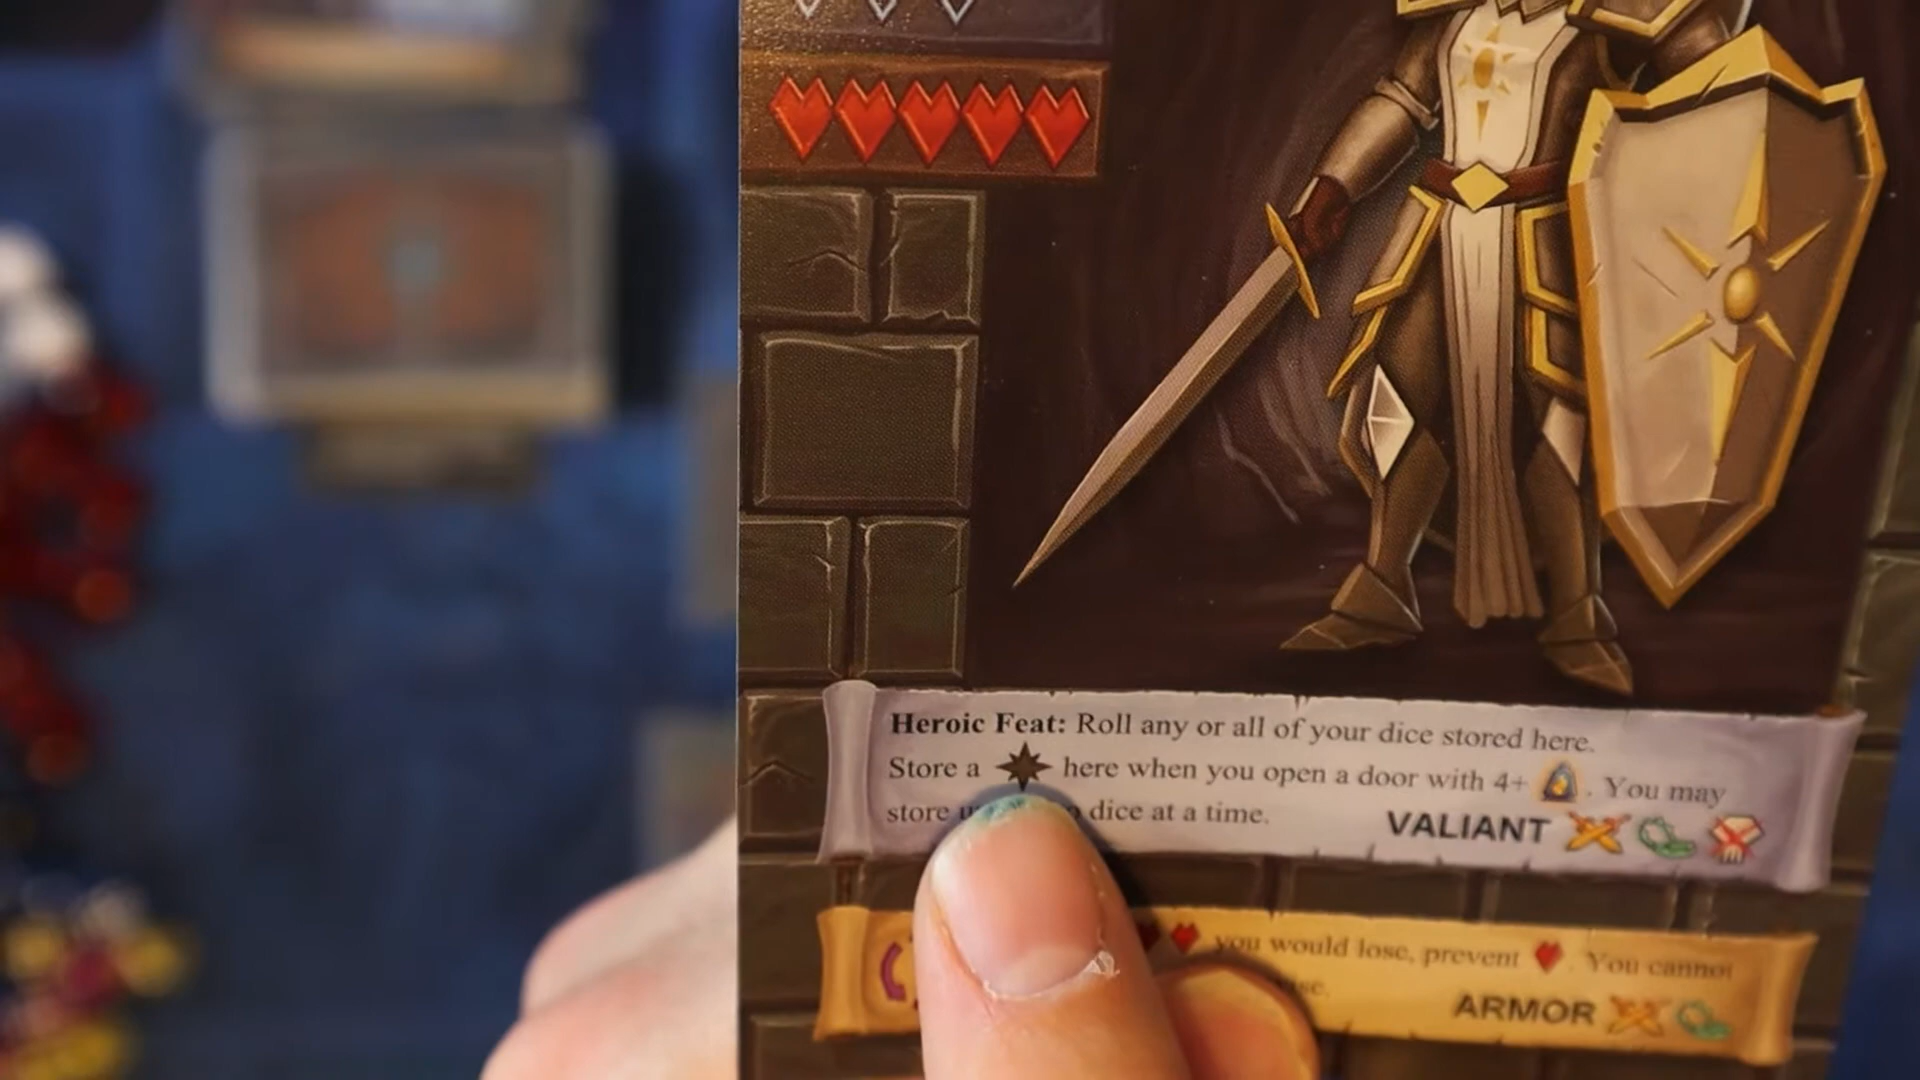 Heroic Feat: Roll any or all of your dice stored here.
Store a here when you open a door with 4+ . You may
store dice at a time.
VALIANT
you would lose, prevent . You cannot
ARMOR